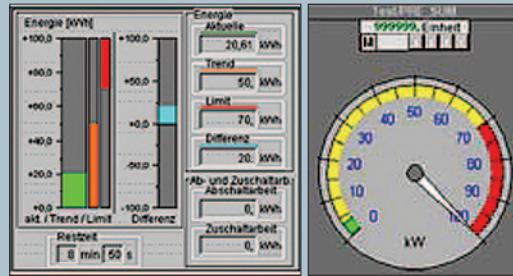 Energie [kWh]
+100,0
+80,0
+60,0
+40,0
+20,0
+0,0
akt. / Trend / Limit
+100,0
+50,0
+0,0
-50,0
-100,0
Differenz
Restzeit
8 min 50 s
Energie
Aktuelle
20,61 kWh
Trend
50, kWh
Limit
70, kWh
Differenz
20. kWh
Ab- und Zuschaltarb.
Abschaltarbeit
0, kWh
Zuschaltarbeit
0, kWh
999999, Einheit
M
0
10
20
30
40
50
60
70
80
90
100
kW